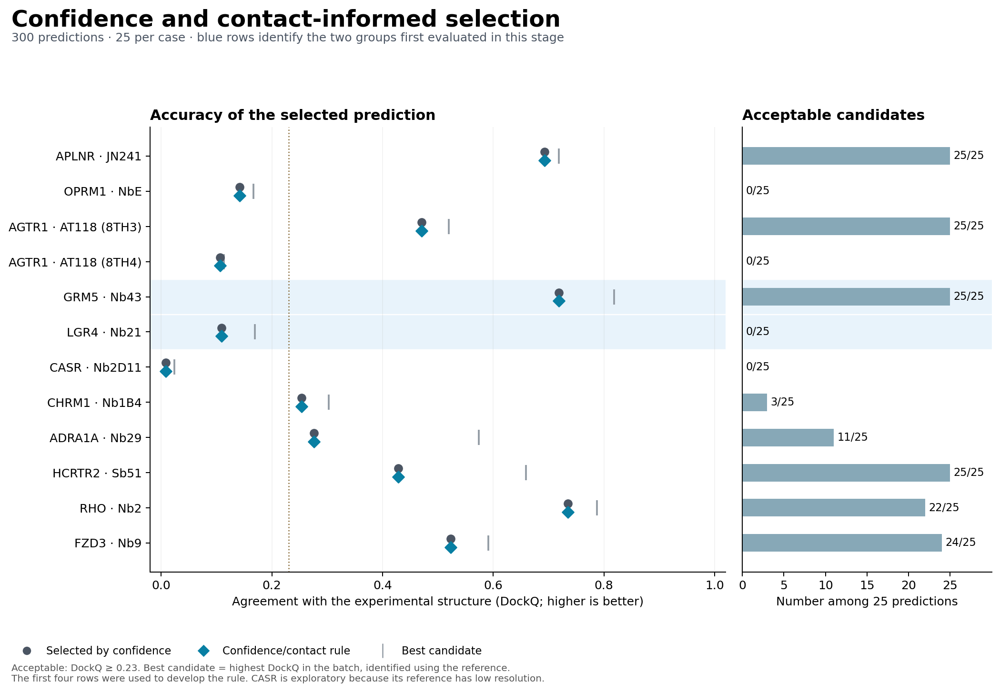 Confidence and contact-informed selection
300 predictions · 25 per case · blue rows identify the two groups first evaluated in this stage
Accuracy of the selected prediction
Acceptable candidates
APLNR · JN241
25/25
OPRM1 · NbE
0/25
AGTR1 · AT118 (8TH3)
25/25
AGTR1 · AT118 (8TH4)
0/25
GRM5 · Nb43
25/25
LGR4 · Nb21
0/25
CASR · Nb2D11
0/25
CHRM1 · Nb1B4
3/25
ADRA1A · Nb29
11/25
HCRTR2 · Sb51
25/25
RHO · Nb2
22/25
FZD3 · Nb9
24/25
0.0 0.2 0.4 0.6 0.8 1.0
0 5 10 15 20 25
Agreement with the experimental structure (DockQ; higher is better)
Number among 25 predictions
Selected by confidence
Confidence/contact rule
Best candidate
Acceptable: DockQ ≥ 0.23. Best candidate = highest DockQ in the batch, identified using the reference.
The first four rows were used to develop the rule. CASR is exploratory because its reference has low resolution.